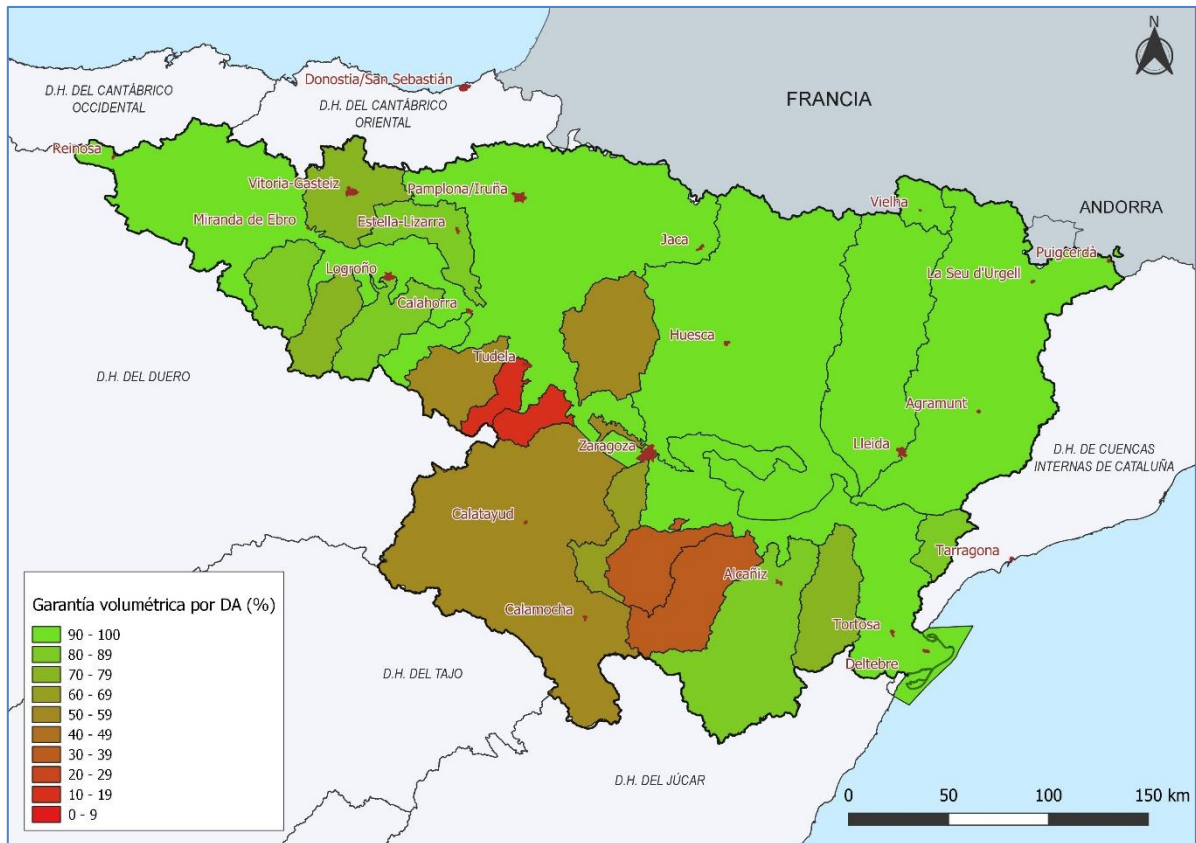 N
Donostia/San Sebastián
D.H. DEL CANTÁBRICO
OCCIDENTAL
D.H. DEL CANTÁBRICO
ORIENTAL
FRANCIA
Reinosa
Vitoria-Casteiz
Pamplona/Iruña
Vielha
ANDORRA
Miranda de Ebro
Estella-Lizarra
Jaca
Puigcerdà
La Seu d'Urgell
Logroño
Calahorra
Huesca
Tudela
D.H. DEL DUERO
Agramunt
Zaragoza
Lleida
D.H. DE CUENCAS
INTERNAS DE CATALUÑA
Calatayud
Tarragona
Alcañiz
Calamocha
Tortosa
Deltebre
D.H. DEL TAJO
D.H. DEL JÚCAR
Garantía volumétrica por DA (%)
90 - 100
80 - 89
70 - 79
60 - 69
50 - 59
40 - 49
30 - 39
20 - 29
10 - 19
0 - 9
0 50 100 150 km